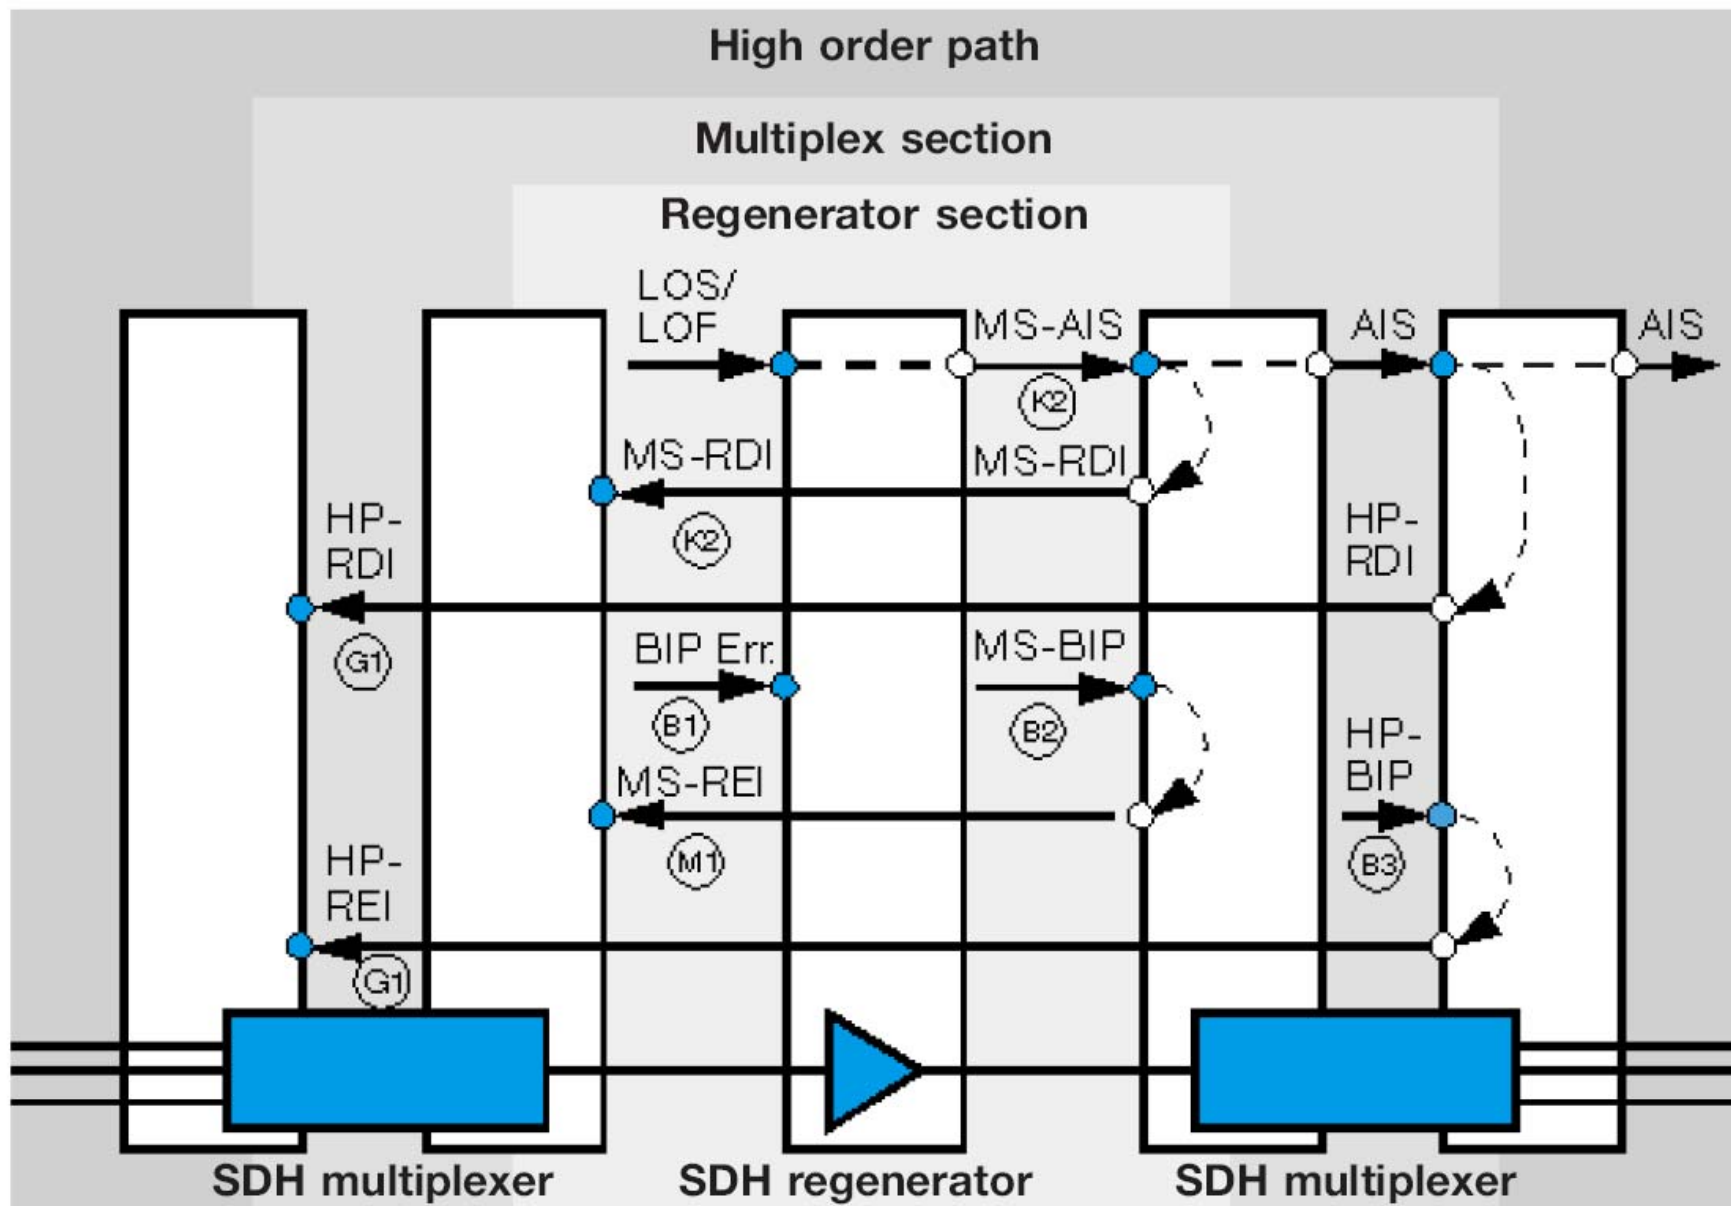 High order path
Multiplex section
Regenerator section
LOS/
LOF
MS-AIS
AIS
AIS
K2
MS-RDI
MS-RDI
K2
HP-
RDI
HP-
RDI
G1
BIP Err.
MS-BIP
B1
B2
HP-
BIP
MS-REI
M1
B3
HP-
REI
G1
SDH multiplexer
SDH regenerator
SDH multiplexer